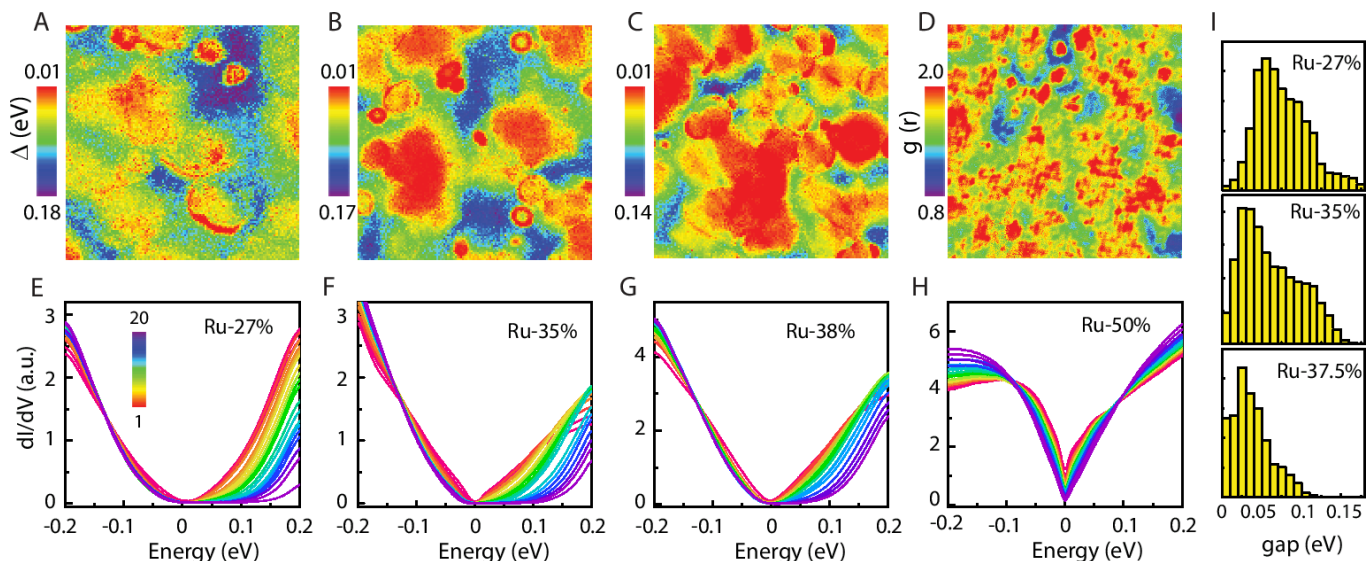 A
B
C
D
I
0.01
0.18
Δ (eV)
0.01
0.17
0.01
0.14
2.0
0.8
g (r)
Ru-27%
Ru-35%
Ru-37.5%
0 0.05 0.1 0.15
gap (eV)
E
F
G
H
Ru-27%
20
1
3
2
1
0
dI/dV (a.u.)
-0.2 -0.1 0 0.1 0.2
Energy (eV)
Ru-35%
3
2
1
0
-0.2 -0.1 0 0.1 0.2
Energy (eV)
Ru-38%
4
2
0
-0.2 -0.1 0 0.1 0.2
Energy (eV)
Ru-50%
6
4
2
0
-0.2 -0.1 0 0.1 0.2
Energy (eV)